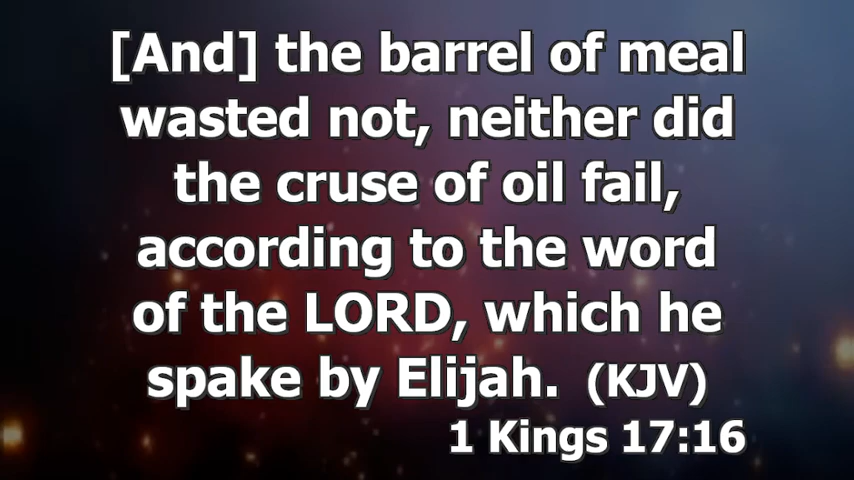 [And] the barrel of meal
wasted not, neither did
the cruse of oil fail,
according to the word
of the LORD, which he
spake by Elijah.  (KJV)
1 Kings 17:16